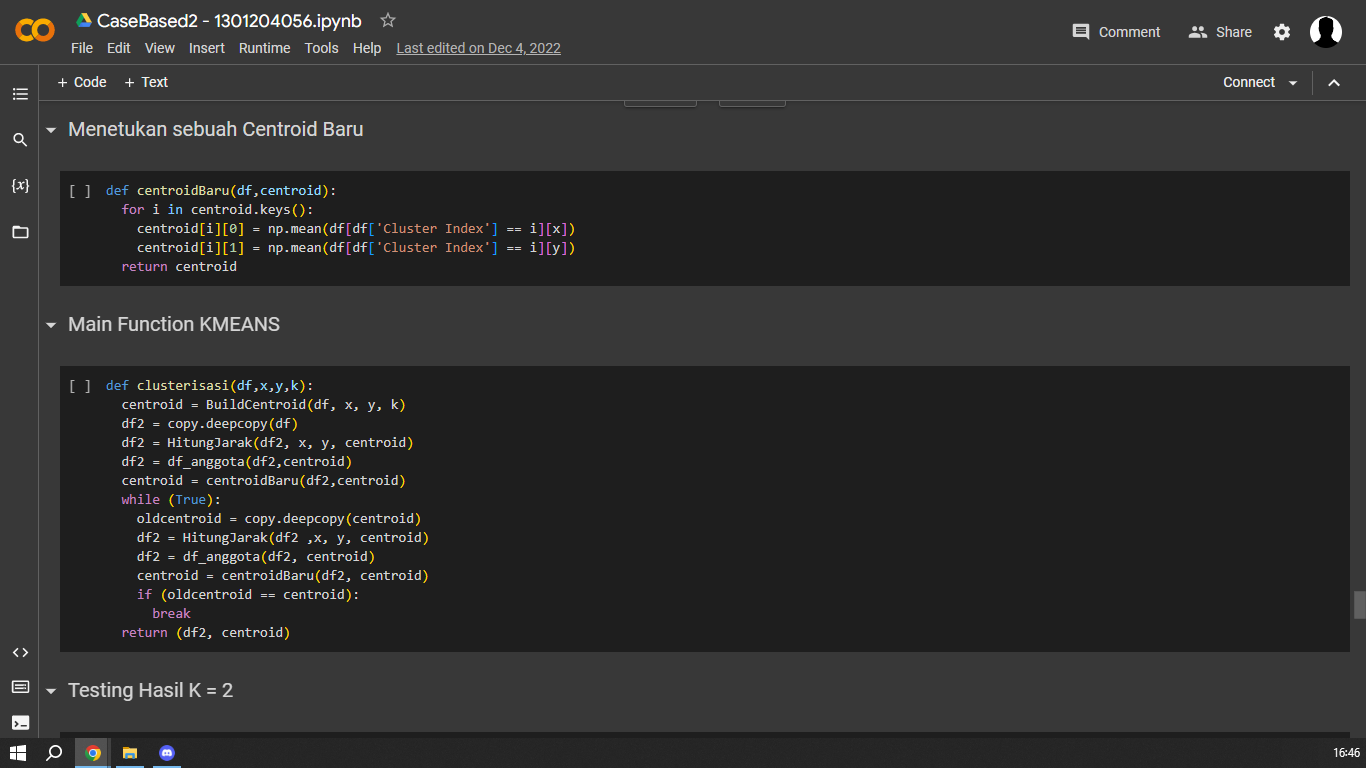 CaseBased2 - 1301204056.ipynb
File Edit View Insert Runtime Tools Help Last edited on Dec 4, 2022
Comment Share
+ Code + Text
Connect
Menetukan sebuah Centroid Baru
[ ] def centroidBaru(df,centroid):
for i in centroid.keys():
centroid[i][0] = np.mean(df[df['Cluster Index'] == i][x])
centroid[i][1] = np.mean(df[df['Cluster Index'] == i][y])
return centroid
Main Function KMEANS
[ ] def clusterisasi(df,x,y,k):
centroid = BuildCentroid(df, x, y, k)
df2 = copy.deepcopy(df)
df2 = HitungJarak(df2, x, y, centroid)
df2 = df_anggota(df2,centroid)
centroid = centroidBaru(df2,centroid)
while (True):
oldcentroid = copy.deepcopy(centroid)
df2 = HitungJarak(df2 ,x, y, centroid)
df2 = df_anggota(df2, centroid)
centroid = centroidBaru(df2, centroid)
if (oldcentroid == centroid):
break
return (df2, centroid)
Testing Hasil K = 2
16:46